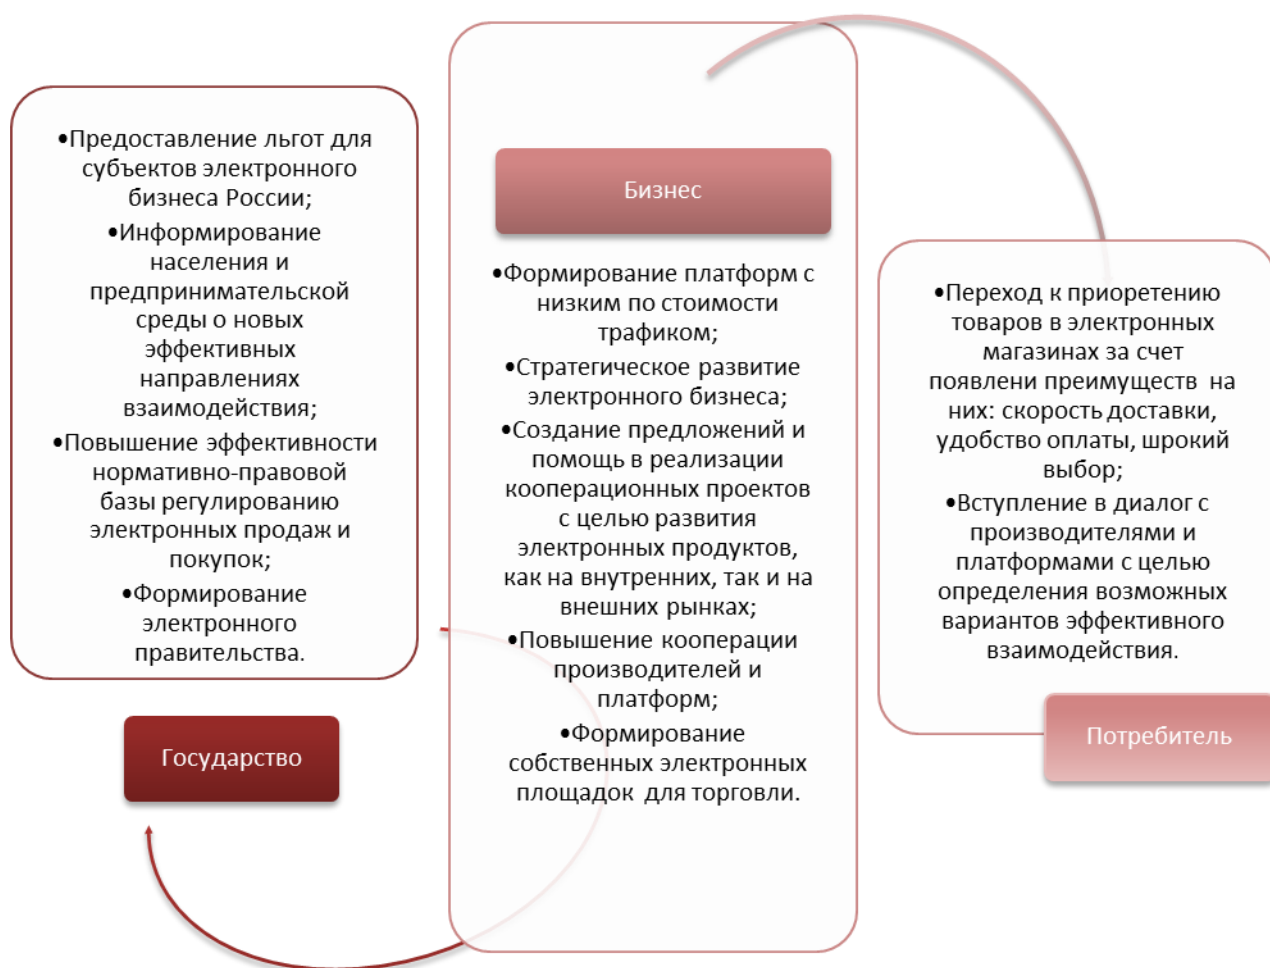 •Предоставление льгот для
субъектов электронного
бизнеса России;
•Информирование
населения и
предпринимательской
среды о новых
эффективных
направлениях
взаимодействия;
•Повышение эффективности
нормативно-правовой
базы регулированию
электронных продаж и
покупок;
•Формирование
электронного
правительства.
Государство
Бизнес
•Формирование платформ с
низким по стоимости
трафиком;
•Стратегическое развитие
электронного бизнеса;
•Создание предложений и
помощь в реализации
кооперационных проектов
с целью развития
электронных продуктов,
как на внутренних, так и на
внешних рынках;
•Повышение кооперации
производителей и
платформ;
•Формирование
собственных электронных
площадок для торговли.
•Переход к приоретению
товаров в электронных
магазинах за счет
появлени преимуществ на
них: скорость доставки,
удобство оплаты, шрокий
выбор;
•Вступление в диалог с
производителями и
платформами с целью
определения возможных
вариантов эффективного
взаимодействия.
Потребитель